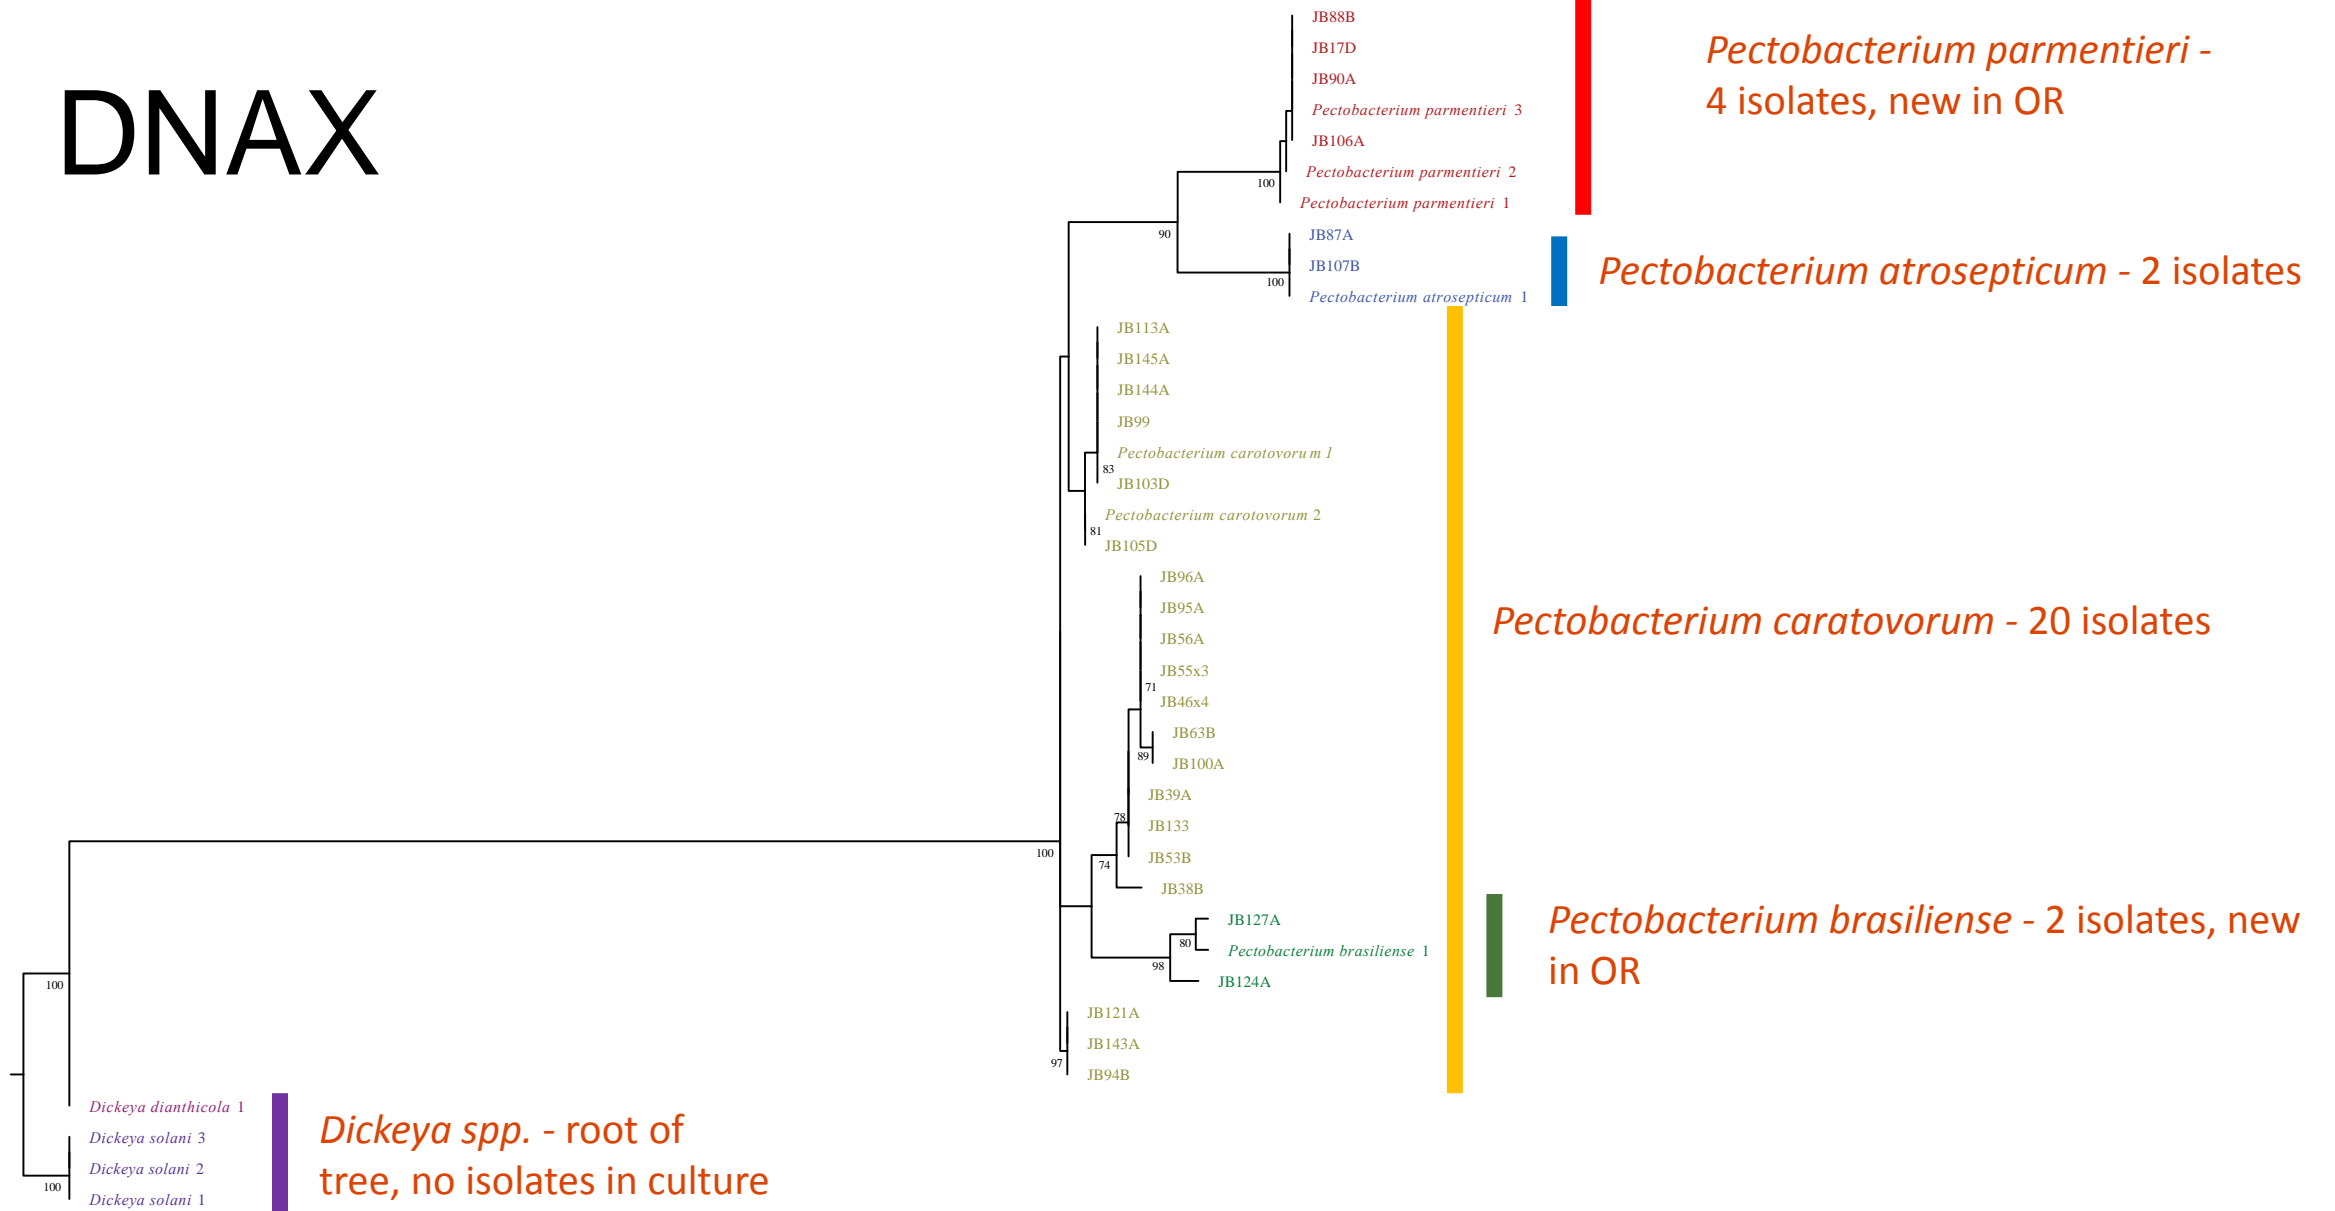 DNAX
JB88B
JB17D
JB90A
Pectobacterium parmentieri 3
JB106A
Pectobacterium parmentieri 2
100
Pectobacterium parmentieri 1
Pectobacterium parmentieri -
4 isolates, new in OR
90
JB87A
JB107B
100
Pectobacterium atrosepticum 1
Pectobacterium atrosepticum - 2 isolates
JB113A
JB145A
JB144A
JB99
Pectobacterium carotovorum 1
83
JB103D
Pectobacterium carotovorum 2
81
JB105D
JB96A
JB95A
JB56A
JB55x3
71
JB46x4
JB63B
89
JB100A
JB39A
78
JB133
JB53B
74
JB38B
Pectobacterium caratovorum - 20 isolates
100
JB127A
80
Pectobacterium brasiliense 1
98
JB124A
Pectobacterium brasiliense - 2 isolates, new
in OR
JB121A
JB143A
97
JB94B
100
Dickeya dianthicola 1
Dickeya solani 3
Dickeya solani 2
100
Dickeya solani 1
Dickeya spp. - root of
tree, no isolates in culture